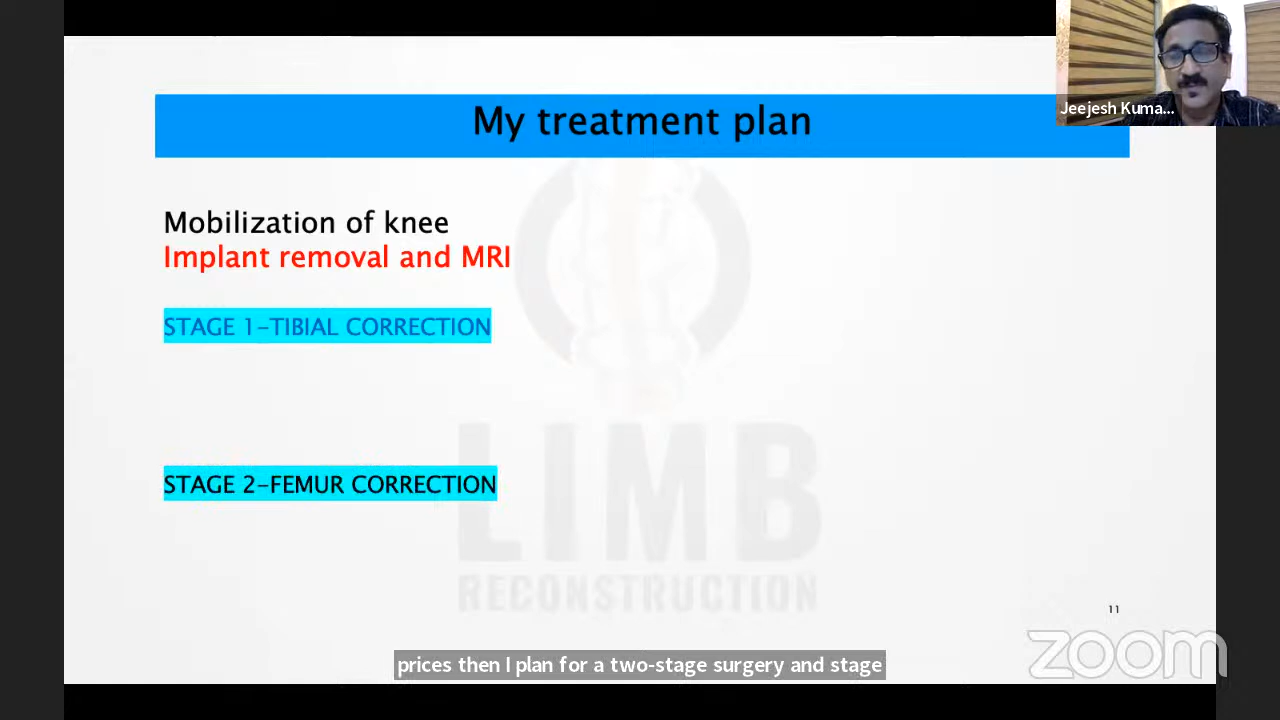 My treatment plan
Jeejesh Kuma...
Mobilization of knee
Implant removal and MRI
STAGE 1-TIBIAL CORRECTION
STAGE 2-FEMUR CORRECTION
LIMB
RECONSTRUCTION
11
prices then I plan for a two-stage surgery and stage
zoom